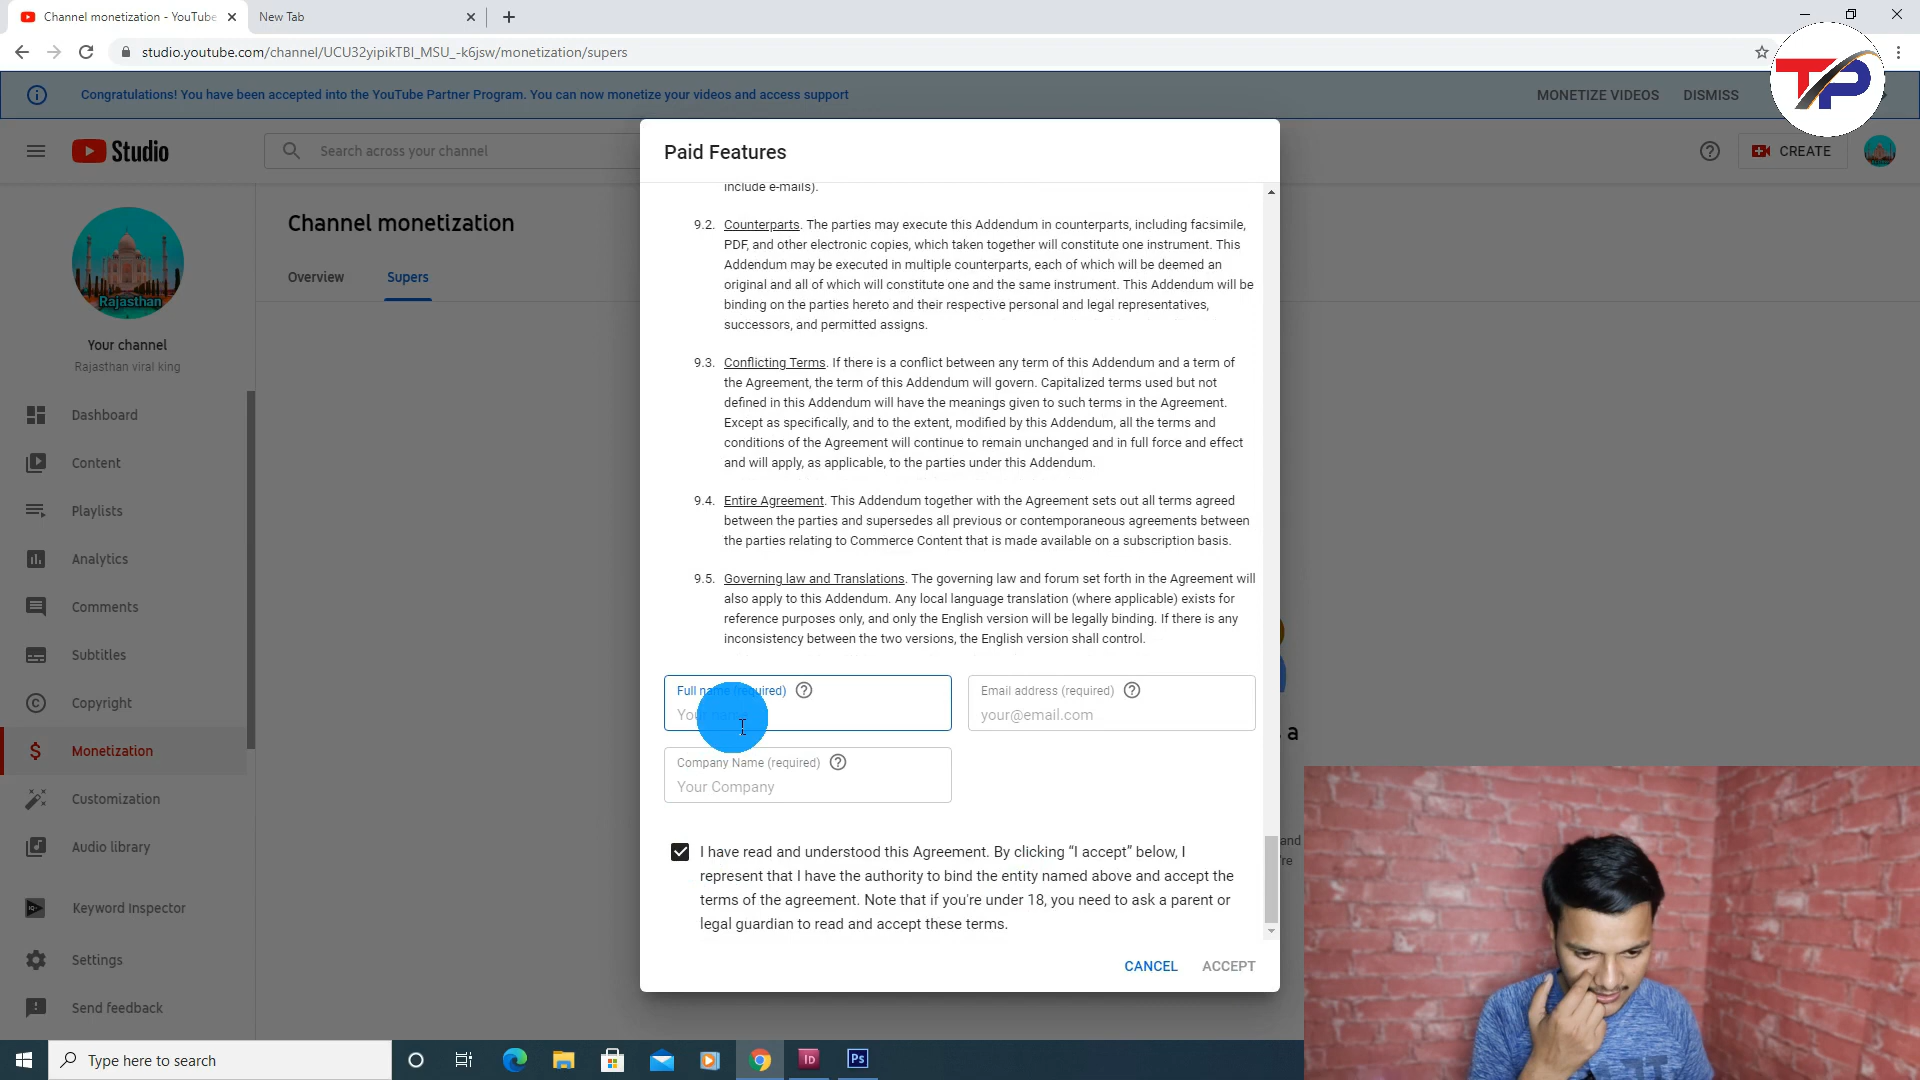 Channel monetization - YouTube
New Tab
studio.youtube.com/channel/UCU32yipikTBI_MSU_-k6jsw/monetization/supers
Congratulations! You have been accepted into the YouTube Partner Program. You can now monetize your videos and access support
MONETIZE VIDEOS
DISMISS
TP
Studio
Search across your channel
CREATE
Rajasthan
Your channel
Rajasthan viral king
Dashboard
Content
Playlists
Analytics
Comments
Subtitles
Copyright
Monetization
Customization
Audio library
Keyword Inspector
Settings
Send feedback
Channel monetization
Overview
Supers
Paid Features
include e-mails).
9.2. Counterparts. The parties may execute this Addendum in counterparts, including facsimile,
PDF, and other electronic copies, which taken together will constitute one instrument. This
Addendum may be executed in multiple counterparts, each of which will be deemed an
original and all of which will constitute one and the same instrument. This Addendum will be
binding on the parties hereto and their respective personal and legal representatives,
successors, and permitted assigns.
9.3. Conflicting Terms. If there is a conflict between any term of this Addendum and a term of
the Agreement, the term of this Addendum will govern. Capitalized terms used but not
defined in this Addendum will have the meanings given to such terms in the Agreement.
Except as specifically, and to the extent, modified by this Addendum, all the terms and
conditions of the Agreement will continue to remain unchanged and in full force and effect
and will apply, as applicable, to the parties under this Addendum.
9.4. Entire Agreement. This Addendum together with the Agreement sets out all terms agreed
between the parties and supersedes all previous or contemporaneous agreements between
the parties relating to Commerce Content that is made available on a subscription basis.
9.5. Governing law and Translations. The governing law and forum set forth in the Agreement will
also apply to this Addendum. Any local language translation (where applicable) exists for
reference purposes only, and only the English version will be legally binding. If there is any
inconsistency between the two versions, the English version shall control.
Full name (required)
Your name
Email address (required)
your@email.com
Company Name (required)
Your Company
I have read and understood this Agreement. By clicking “I accept” below, I
represent that I have the authority to bind the entity named above and accept the
terms of the agreement. Note that if you're under 18, you need to ask a parent or
legal guardian to read and accept these terms.
CANCEL
ACCEPT
a
and
're
Type here to search
Id
Ps